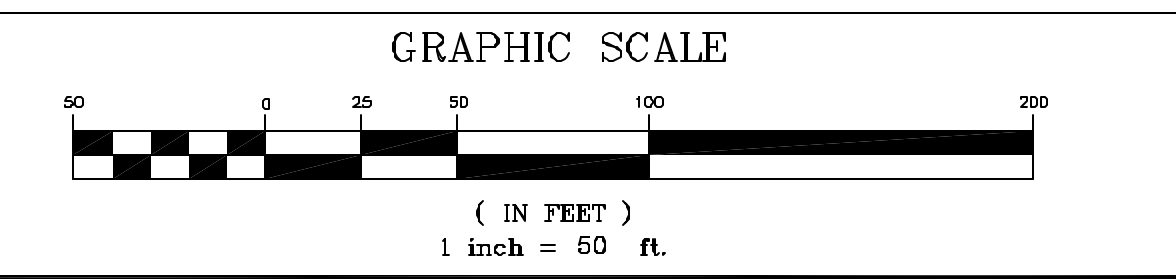 GRAPHIC SCALE
50 0 25 50 100 200
( IN FEET )
1 inch = 50 ft.